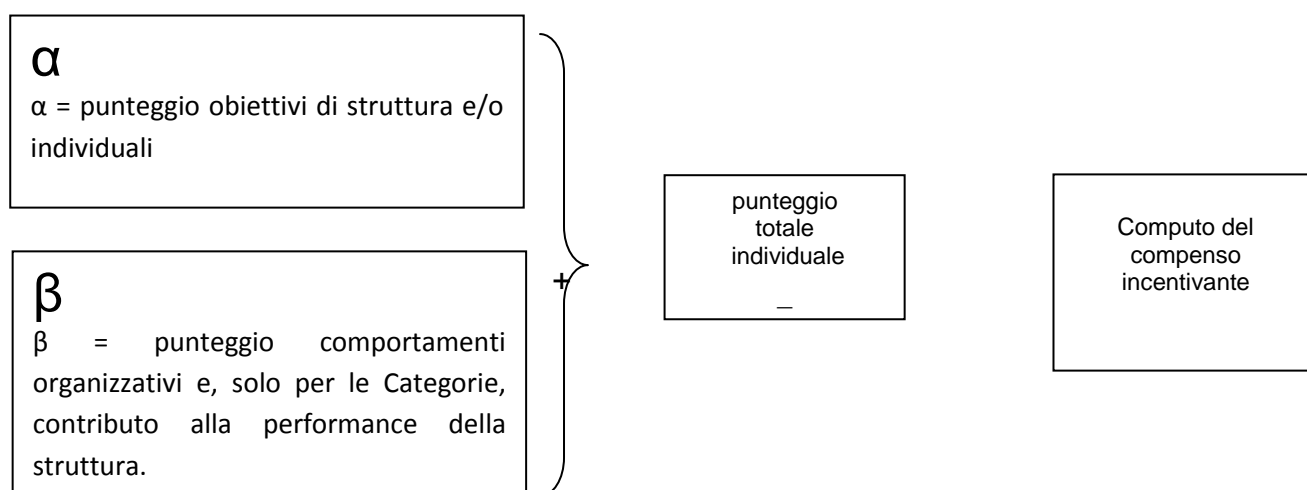 α
α = punteggio obiettivi di struttura e/o
individuali
β
β = punteggio comportamenti
organizzativi e, solo per le Categorie,
contributo alla performance della
struttura.
+
punteggio
totale
individuale
_
Computo del
compenso
incentivante